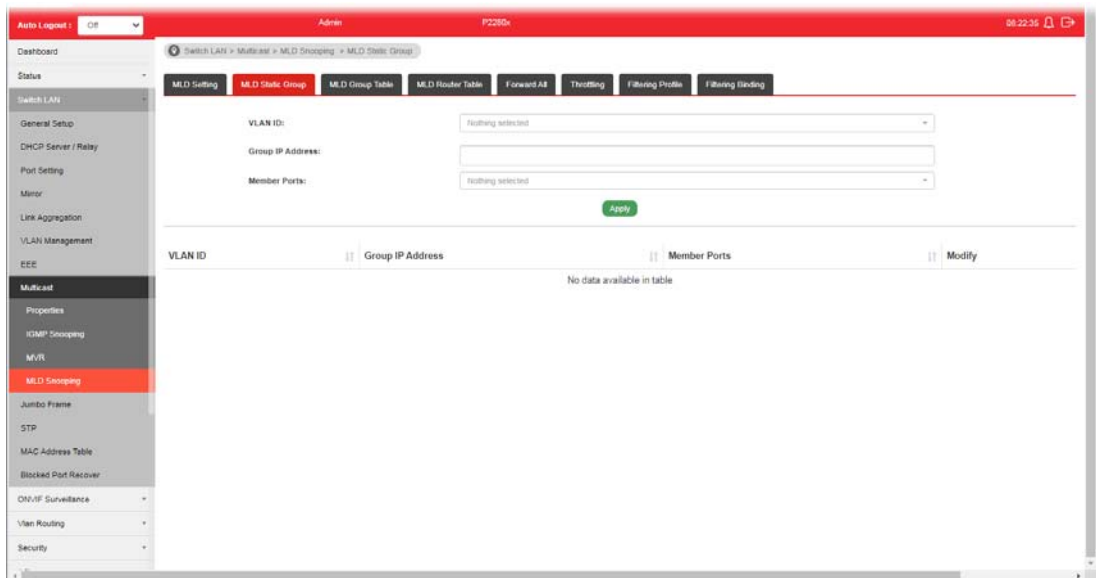 Auto Logout : Off Admin P2280x 08:22:35
Dashboard
Status
Switch LAN
General Setup
DHCP Server / Relay
Port Setting
Mirror
Link Aggregation
VLAN Management
EEE
Multicast
Properties
IGMP Snooping
MVR
MLD Snooping
Jumbo Frame
STP
MAC Address Table
Blocked Port Recover
ONVIF Surveillance
Vlan Routing
Security
Switch LAN > Multicast > MLD Snooping > MLD Static Group
MLD Setting MLD Static Group MLD Group Table MLD Router Table Forward All Throttling Filtering Profile Filtering Binding
VLAN ID: Nothing selected
Group IP Address:
Member Ports: Nothing selected
Apply
VLAN ID Group IP Address Member Ports Modify
No data available in table